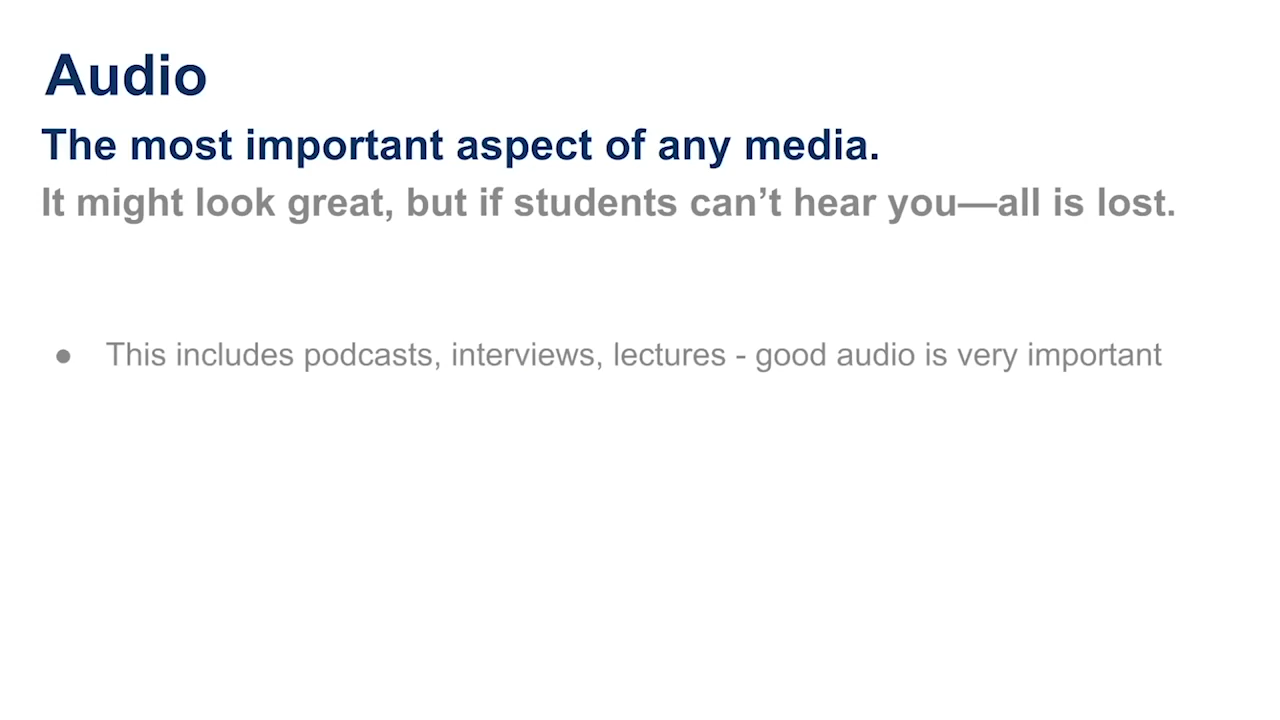 Audio
The most important aspect of any media.
It might look great, but if students can’t hear you—all is lost.
● This includes podcasts, interviews, lectures - good audio is very important